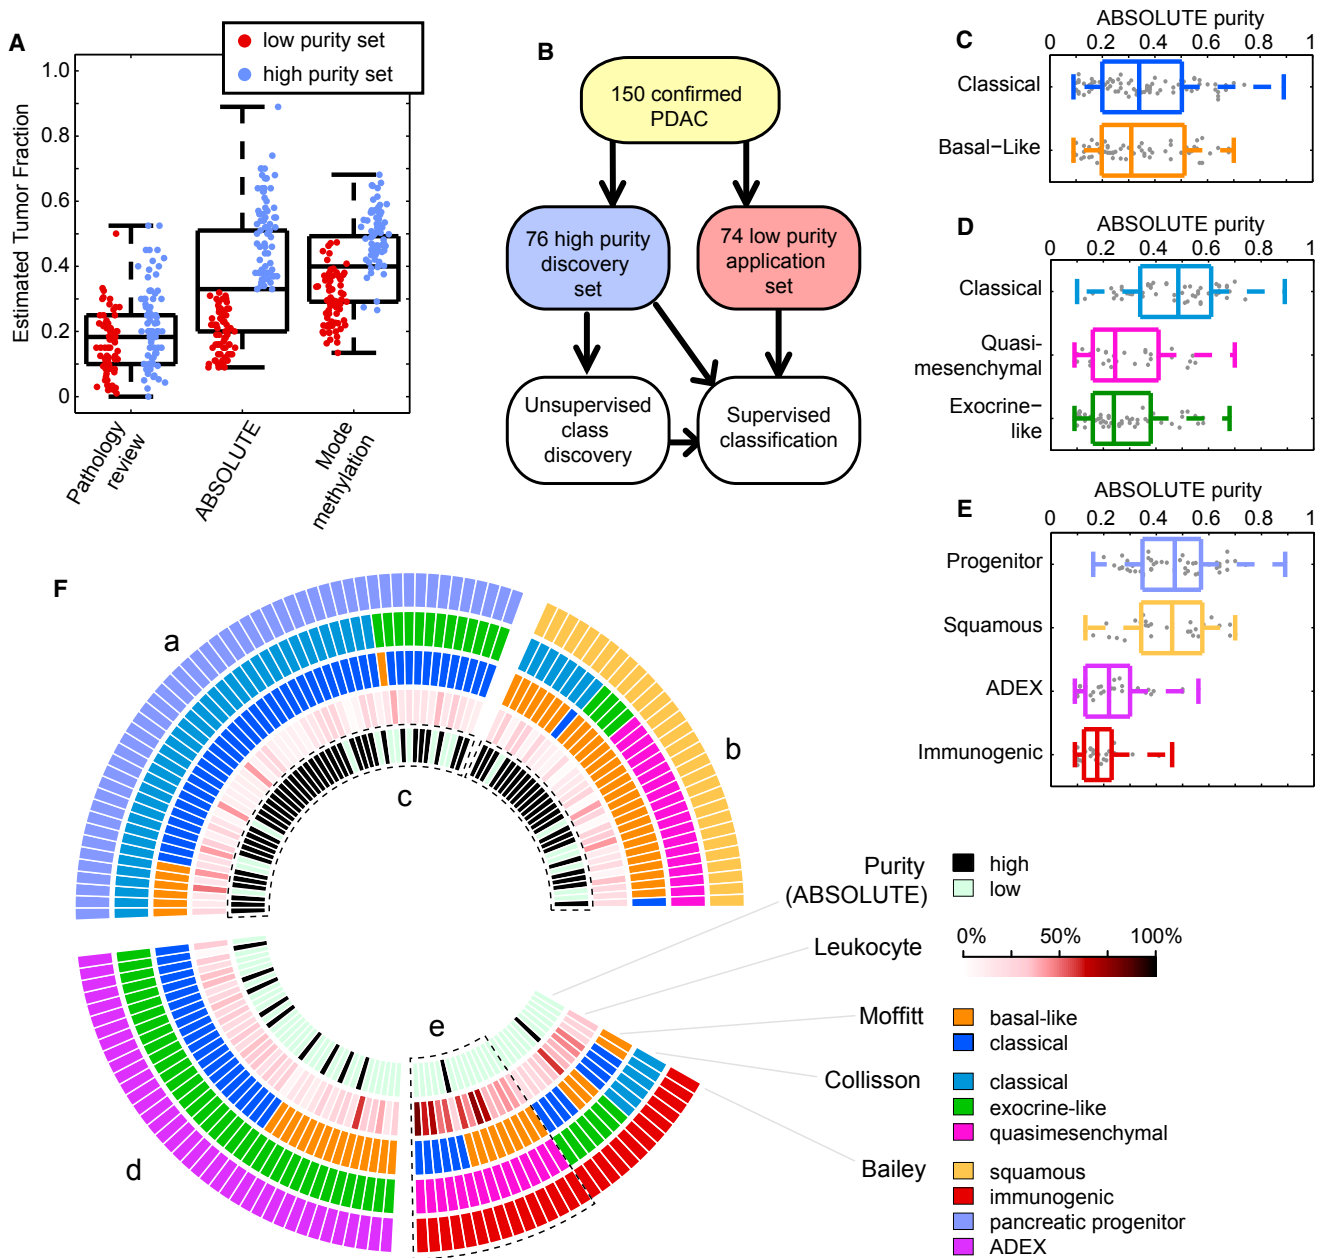 A
low purity set
high purity set
1.0
0.8
0.6
0.4
0.2
0
Estimated Tumor Fraction
Pathology
review
ABSOLUTE
Mode
methylation
B
150 confirmed
PDAC
76 high purity
discovery
set
74 low purity
application
set
Unsupervised
class
discovery
Supervised
classification
C
ABSOLUTE purity
0 0.2 0.4 0.6 0.8 1
Classical
Basal-Like
D
ABSOLUTE purity
0 0.2 0.4 0.6 0.8 1
Classical
Quasi-
mesenchymal
Exocrine-
like
E
ABSOLUTE purity
0 0.2 0.4 0.6 0.8 1
Progenitor
Squamous
ADEX
Immunogenic
F
a
b
c
d
e
Purity
(ABSOLUTE)
high
low
Leukocyte
0% 50% 100%
Moffitt
basal-like
classical
Collisson
classical
exocrine-like
quasimesenchymal
Bailey
squamous
immunogenic
pancreatic progenitor
ADEX